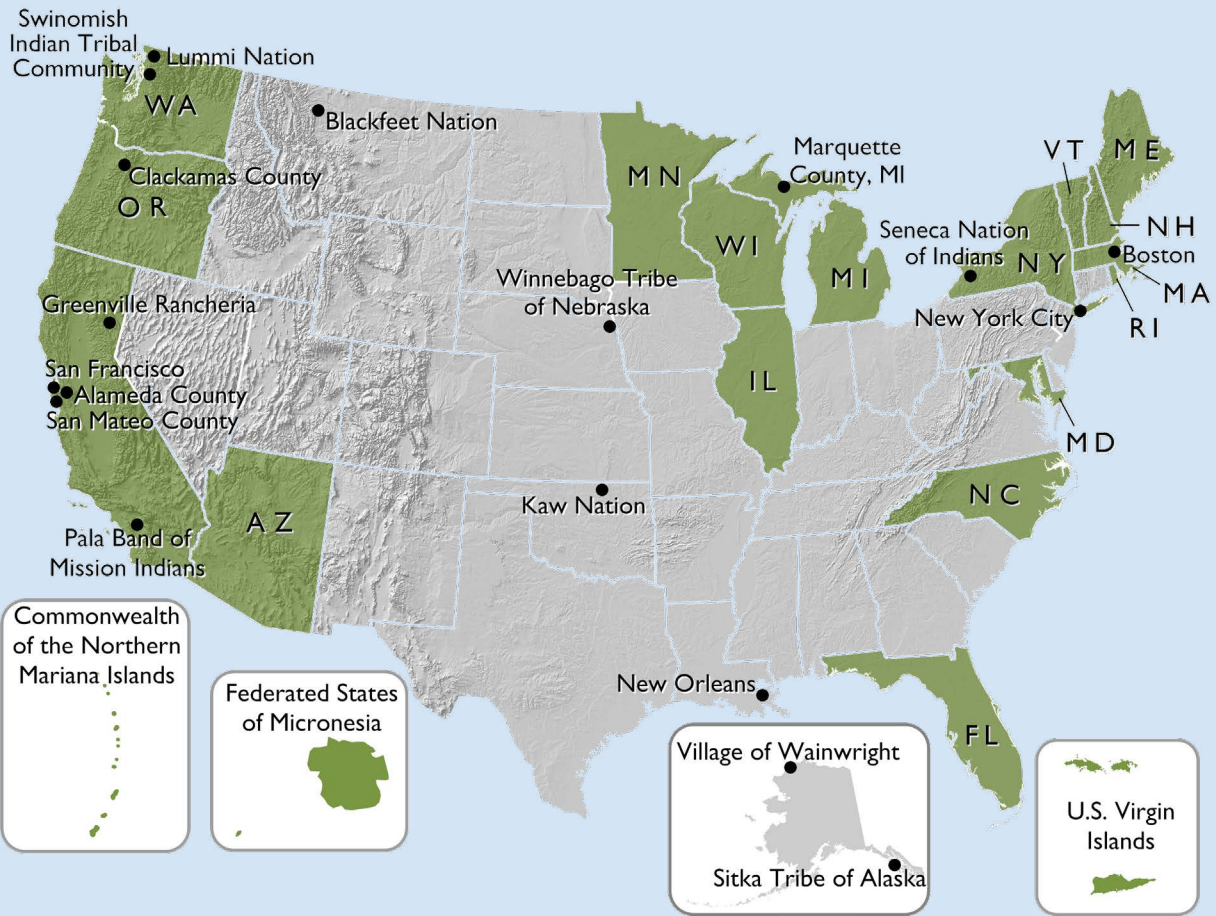 Swinomish
Indian Tribal
Community
Lummi Nation
WA
Blackfeet Nation
Clackamas County
OR
MN
Marquette
County, MI
VT
ME
WI
MI
Seneca Nation
of Indians
NY
NH
Boston
MA
RI
New York City
Winnebago Tribe
of Nebraska
Greenville Rancheria
San Francisco
Alameda County
San Mateo County
IL
MD
NC
Kaw Nation
AZ
Pala Band of
Mission Indians
Commonwealth
of the Northern
Mariana Islands
Federated States
of Micronesia
New Orleans
FL
Village of Wainwright
Sitka Tribe of Alaska
U.S. Virgin
Islands